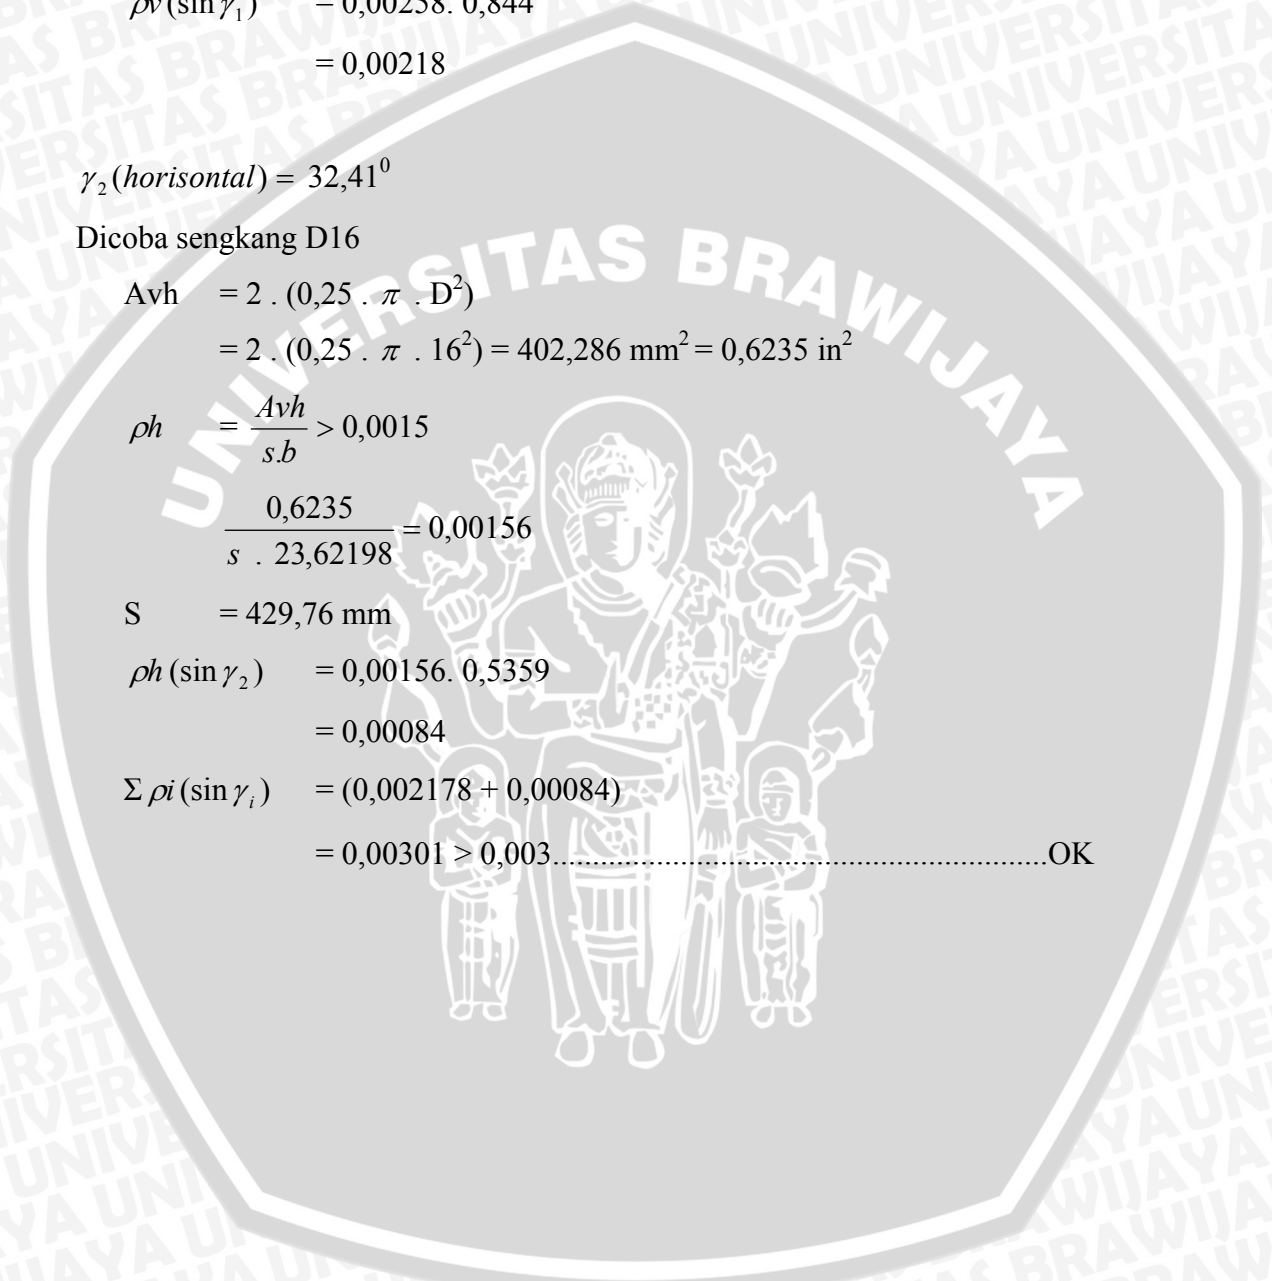 ρv (sin γ₁) = 0,00258. 0,844
= 0,00218
γ₂ (horisontal) = 32,41⁰
Dicoba sengkang D16
Avh = 2 . (0,25 . π . D²)
= 2 . (0,25 . π . 16²) = 402,286 mm² = 0,6235 in²
ρh = Avh / s.b > 0,0015
0,6235 / s . 23,62198 = 0,00156
S = 429,76 mm
ρh (sin γ₂) = 0,00156. 0,5359
= 0,00084
Σ ρi (sin γᵢ) = (0,002178 + 0,00084)
= 0,00301 > 0,003..............................................................OK
UNIVERSITAS BRAWIJAYA